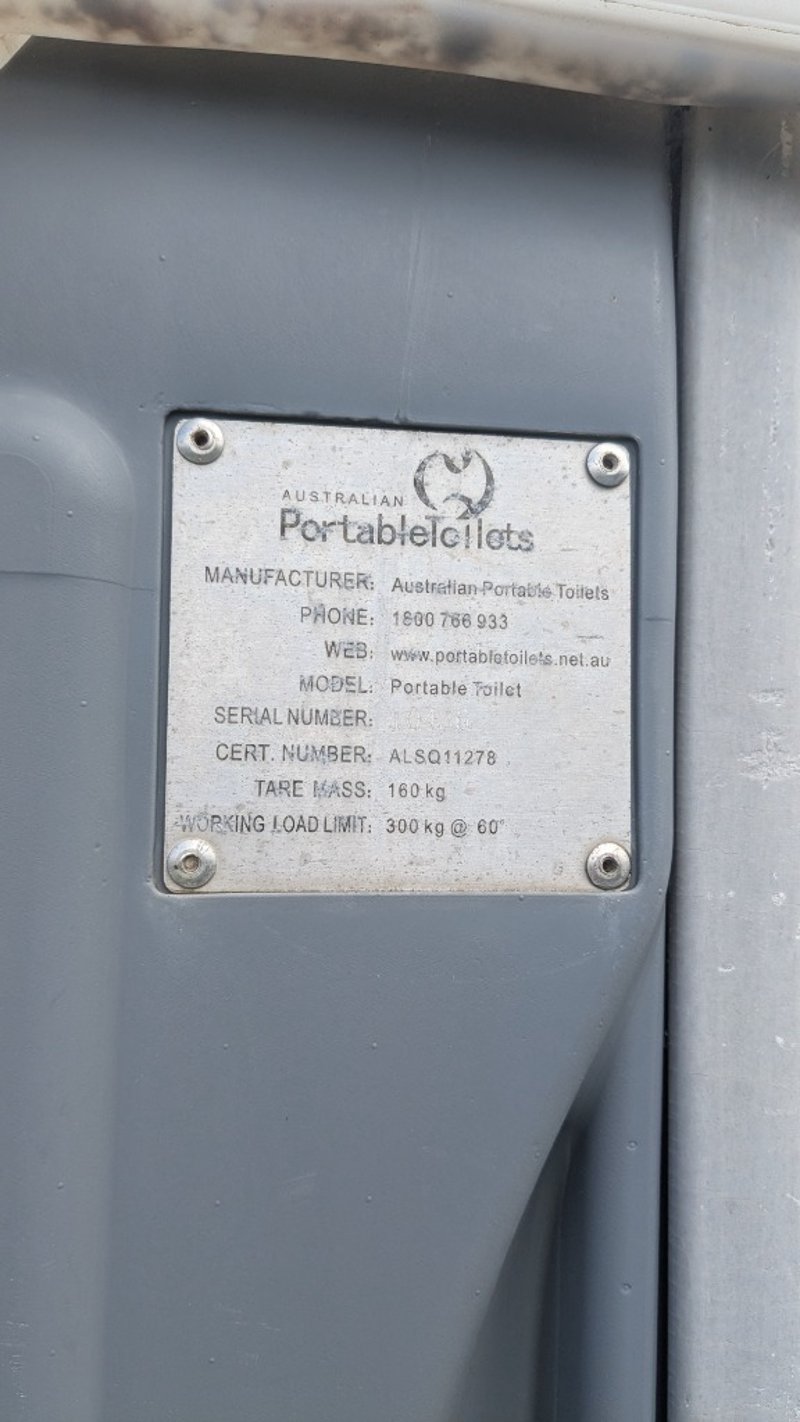 AUSTRALIAN
PortableToilets
MANUFACTURER: Australian Portable Toilets
PHONE: 1800 766 933
WEB: www.portabletoilets.net.au
MODEL: Portable Toilet
SERIAL NUMBER:
CERT. NUMBER: ALSQ11278
TARE MASS: 160 kg
WORKING LOAD LIMIT: 300 kg @ 60°